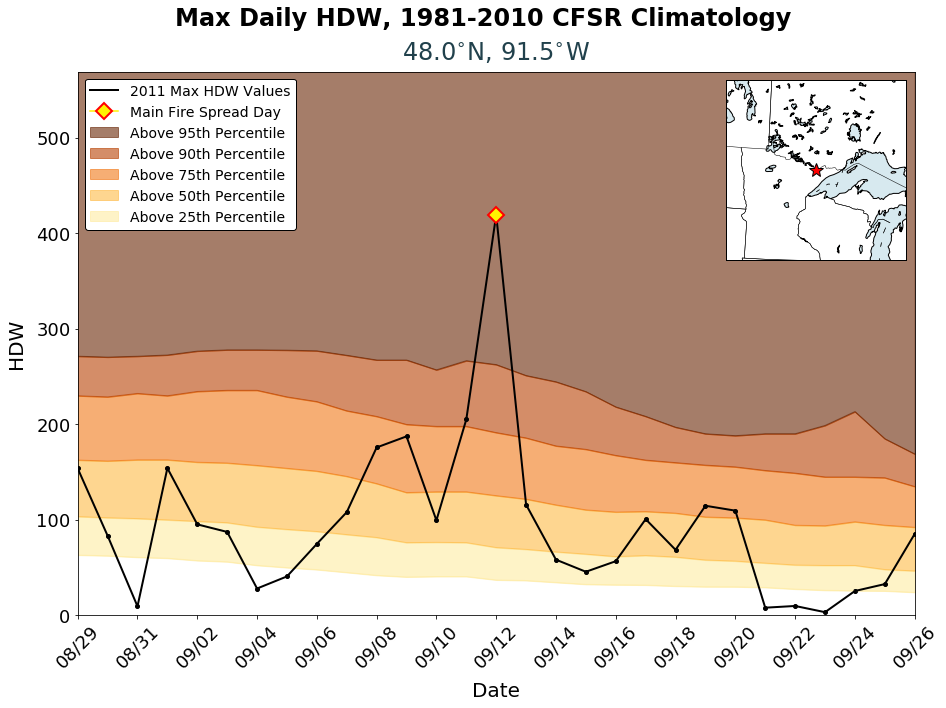 Max Daily HDW, 1981-2010 CFSR Climatology
48.0°N, 91.5°W
2011 Max HDW Values
Main Fire Spread Day
Above 95th Percentile
Above 90th Percentile
Above 75th Percentile
Above 50th Percentile
Above 25th Percentile
HDW
500
400
300
200
100
0
08/29 08/31 09/02 09/04 09/06 09/08 09/10 09/12 09/14 09/16 09/18 09/20 09/22 09/24 09/26
Date